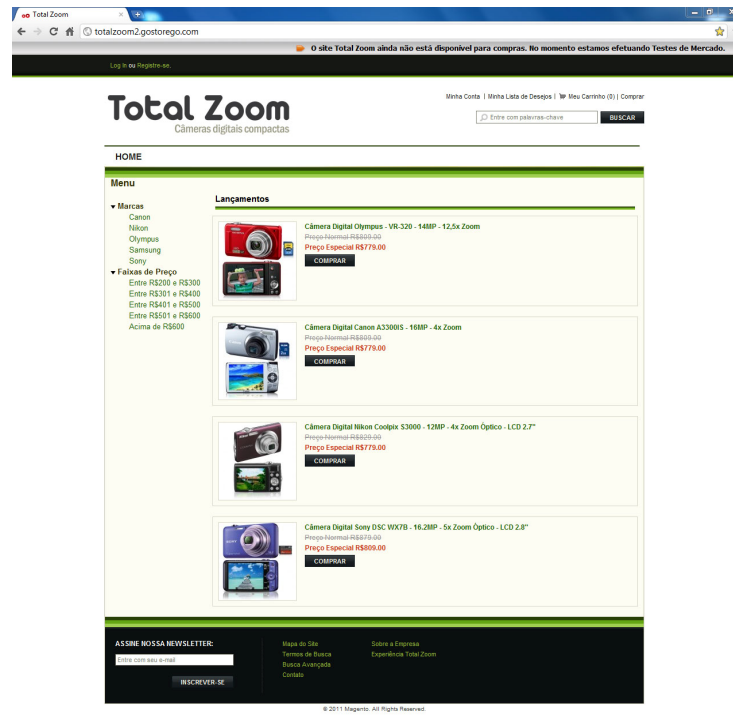 Total Zoom
totalzoom2.gostorego.com
O site Total Zoom ainda não está disponível para compras. No momento estamos efetuando Testes de Mercado.
Log In ou Registre-se.
Total Zoom
Câmeras digitais compactas
Minha Conta | Minha Lista de Desejos | Meu Carrinho (0) | Comprar
Entre com palavras-chave
BUSCAR
HOME
Menu
Marcas
Canon
Nikon
Olympus
Samsung
Sony
Faixas de Preço
Entre R$200 e R$300
Entre R$301 e R$400
Entre R$401 e R$500
Entre R$501 e R$600
Acima de R$600
Lançamentos
Câmera Digital Olympus - VR-320 - 14MP - 12,5x Zoom
Preço Normal R$809.00
Preço Especial R$779.00
COMPRAR
Câmera Digital Canon A3300IS - 16MP - 4x Zoom
Preço Normal R$809.00
Preço Especial R$779.00
COMPRAR
Câmera Digital Nikon Coolpix S3000 - 12MP - 4x Zoom Óptico - LCD 2.7"
Preço Normal R$829.00
Preço Especial R$779.00
COMPRAR
Câmera Digital Sony DSC WX7B - 16.2MP - 5x Zoom Óptico - LCD 2.8"
Preço Normal R$879.00
Preço Especial R$809.00
COMPRAR
ASSINE NOSSA NEWSLETTER:
Entre com seu e-mail
INSCREVER-SE
Mapa do Site
Termos de Busca
Busca Avançada
Contato
Sobre a Empresa
Experiência Total Zoom
© 2011 Magento. All Rights Reserved.